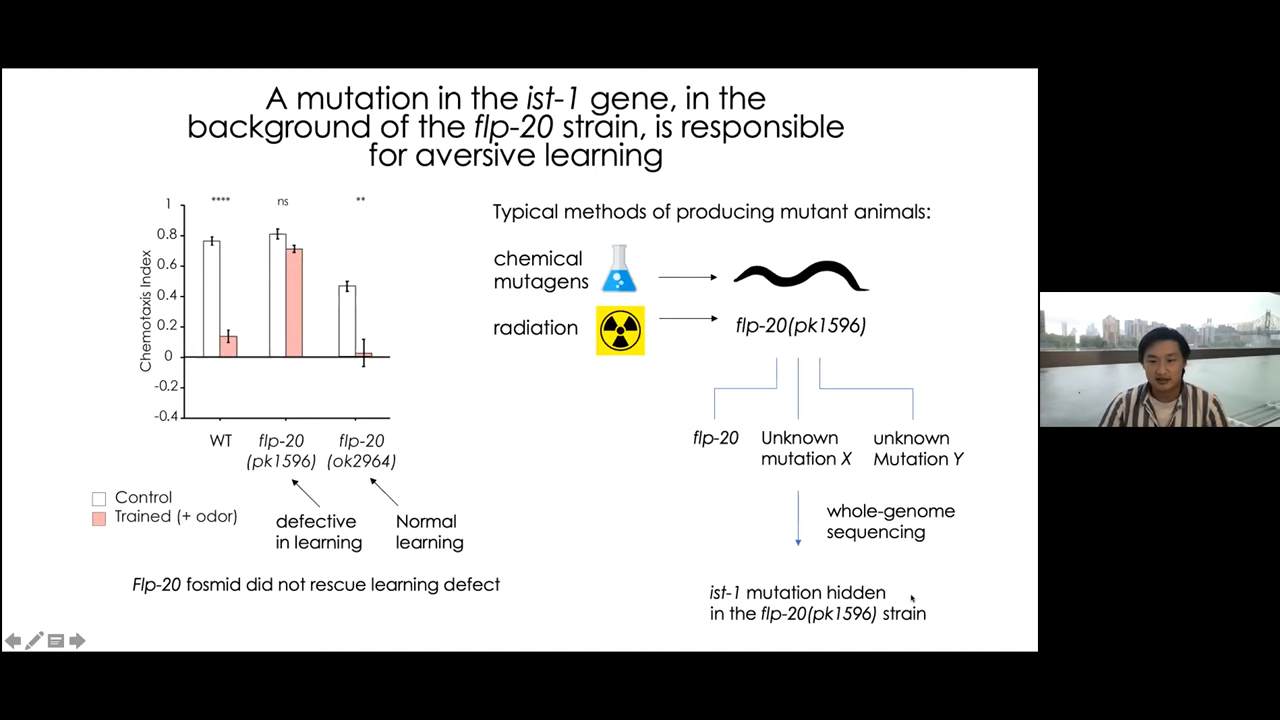 A mutation in the ist-1 gene, in the
background of the flp-20 strain, is responsible
for aversive learning
Chemotaxis Index
1
0.8
0.6
0.4
0.2
0
-0.2
-0.4
****
ns
**
WT
flp-20
(pk1596)
flp-20
(ok2964)
Control
Trained (+ odor)
defective
in learning
Normal
learning
Flp-20 fosmid did not rescue learning defect
Typical methods of producing mutant animals:
chemical
mutagens
radiation
flp-20(pk1596)
flp-20
Unknown
mutation X
unknown
Mutation Y
whole-genome
sequencing
ist-1 mutation hidden
in the flp-20(pk1596) strain